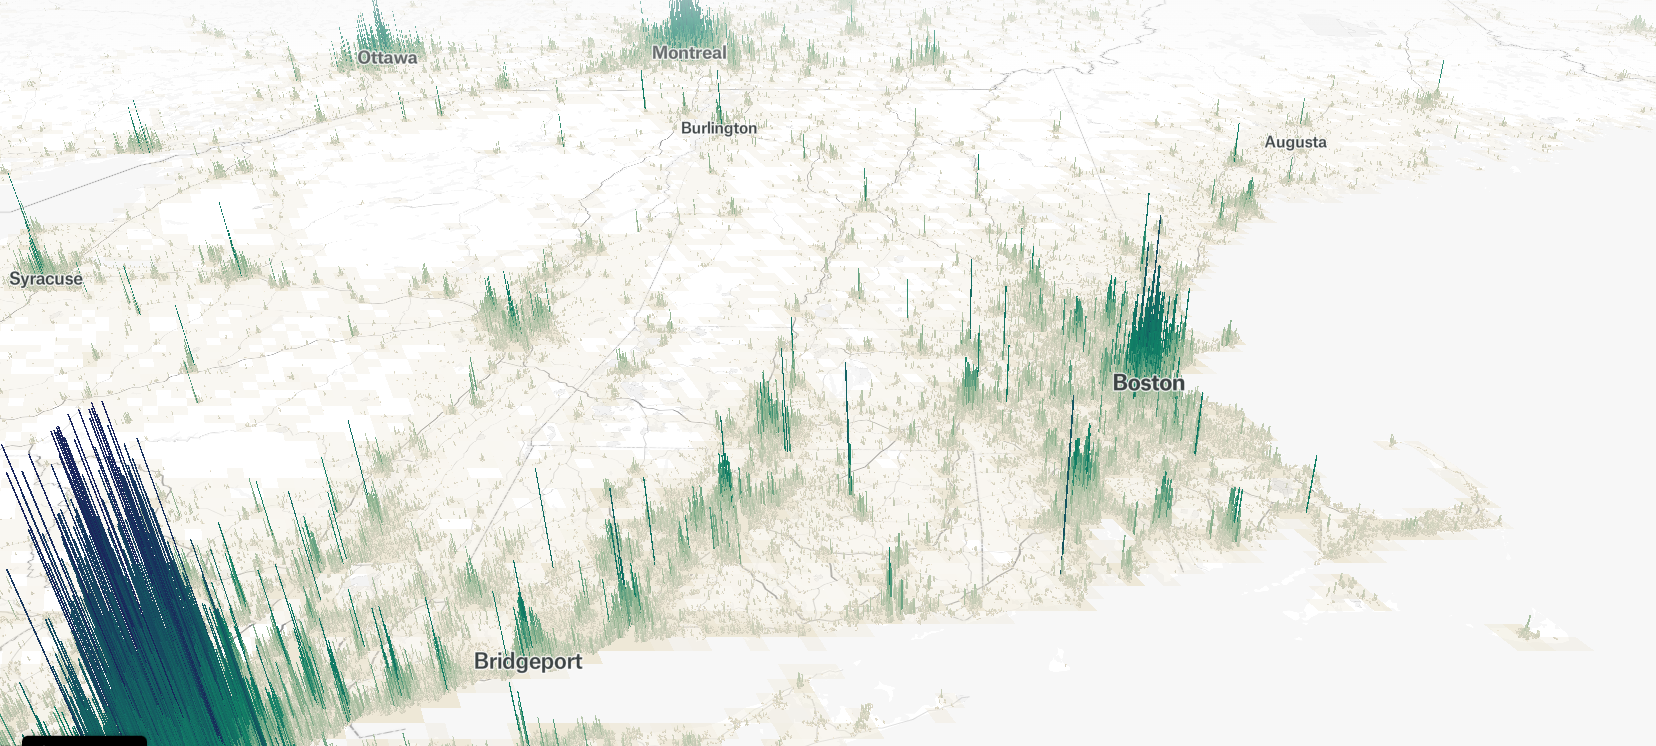 Ottawa
Montreal
Burlington
Augusta
Syracuse
Boston
Bridgeport